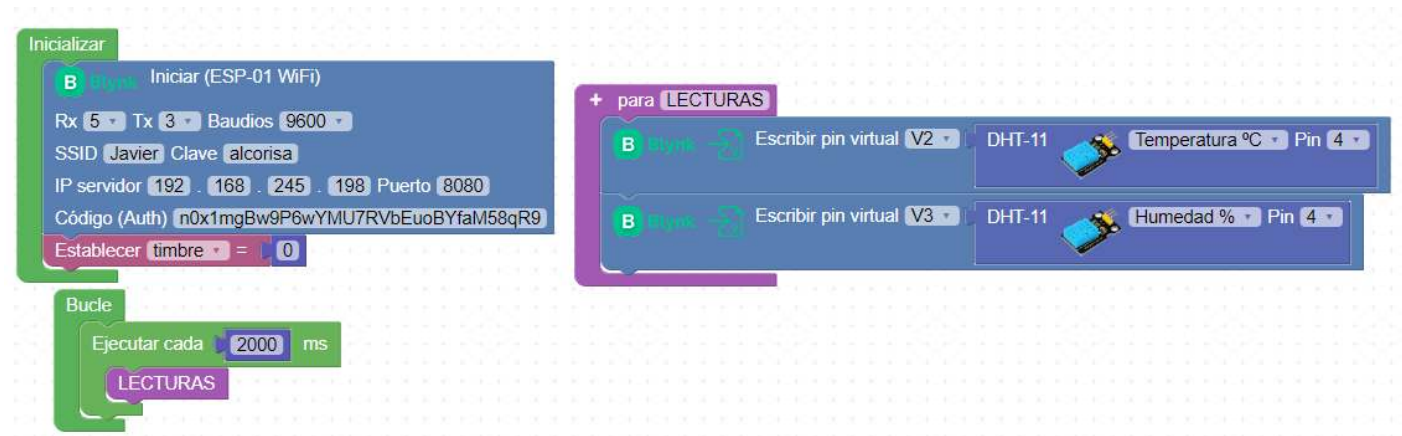 Inicializar
B Blynk Iniciar (ESP-01 WiFi)
Rx 5 Tx 3 Baudios 9600
SSID Javier Clave alcorisa
IP servidor 192 . 168 . 245 . 198 Puerto 8080
Código (Auth) n0x1mgBw9P6wYMU7RVbEuoBYfaM58qR9
Establecer timbre = 0
Bucle
Ejecutar cada 2000 ms
LECTURAS
+ para LECTURAS
B Blynk Escribir pin virtual V2 DHT-11 Temperatura ºC Pin 4
B Blynk Escribir pin virtual V3 DHT-11 Humedad % Pin 4